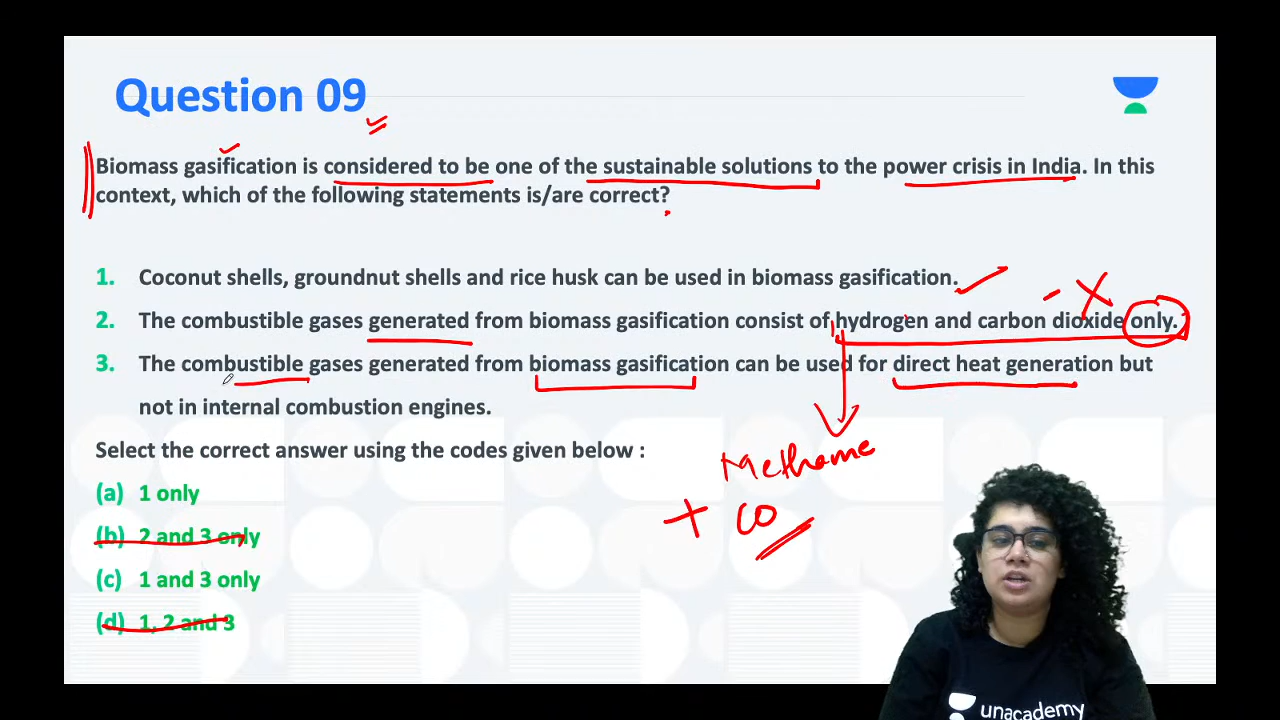 Question 09
Biomass gasification is considered to be one of the sustainable solutions to the power crisis in India. In this
context, which of the following statements is/are correct?
1. Coconut shells, groundnut shells and rice husk can be used in biomass gasification.
2. The combustible gases generated from biomass gasification consist of hydrogen and carbon dioxide only.
3. The combustible gases generated from biomass gasification can be used for direct heat generation but
not in internal combustion engines.
Select the correct answer using the codes given below :
(a) 1 only
(b) 2 and 3 only
(c) 1 and 3 only
(d) 1, 2 and 3
Methame
+ CO
unacademy